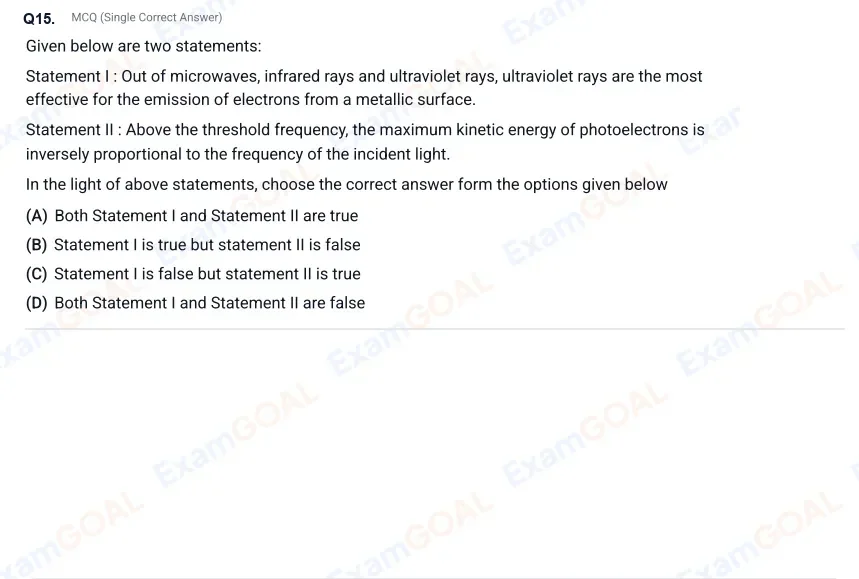 Q15. MCQ (Single Correct Answer)
Given below are two statements:
Statement I : Out of microwaves, infrared rays and ultraviolet rays, ultraviolet rays are the most
effective for the emission of electrons from a metallic surface.
Statement II : Above the threshold frequency, the maximum kinetic energy of photoelectrons is
inversely proportional to the frequency of the incident light.
In the light of above statements, choose the correct answer form the options given below
(A) Both Statement I and Statement II are true
(B) Statement I is true but statement II is false
(C) Statement I is false but statement II is true
(D) Both Statement I and Statement II are false
ExamGOAL